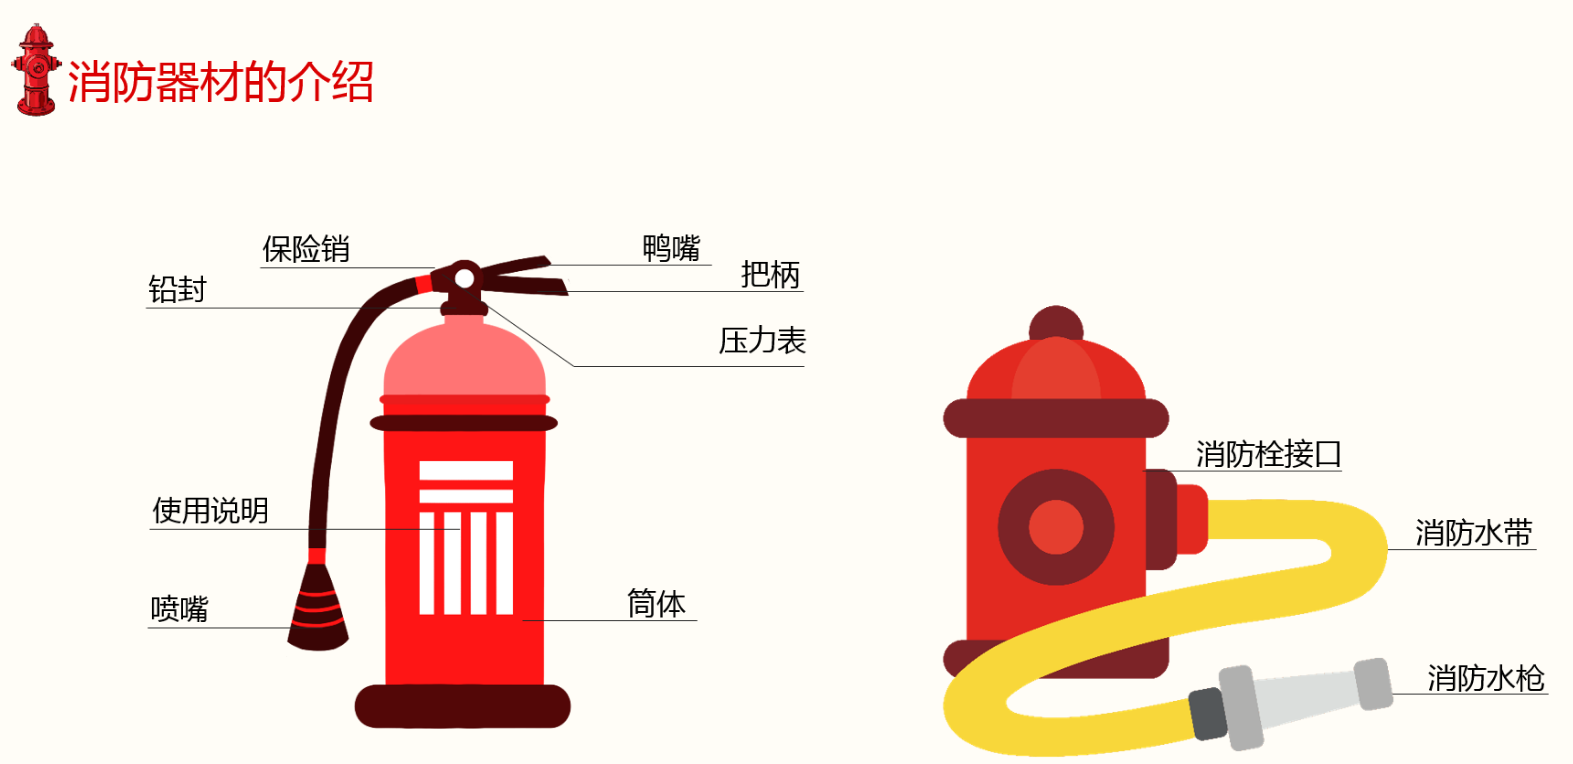 消防器材的介绍
保险销
鸭嘴
把柄
铅封
压力表
使用说明
喷嘴
筒体
消防栓接口
消防水带
消防水枪